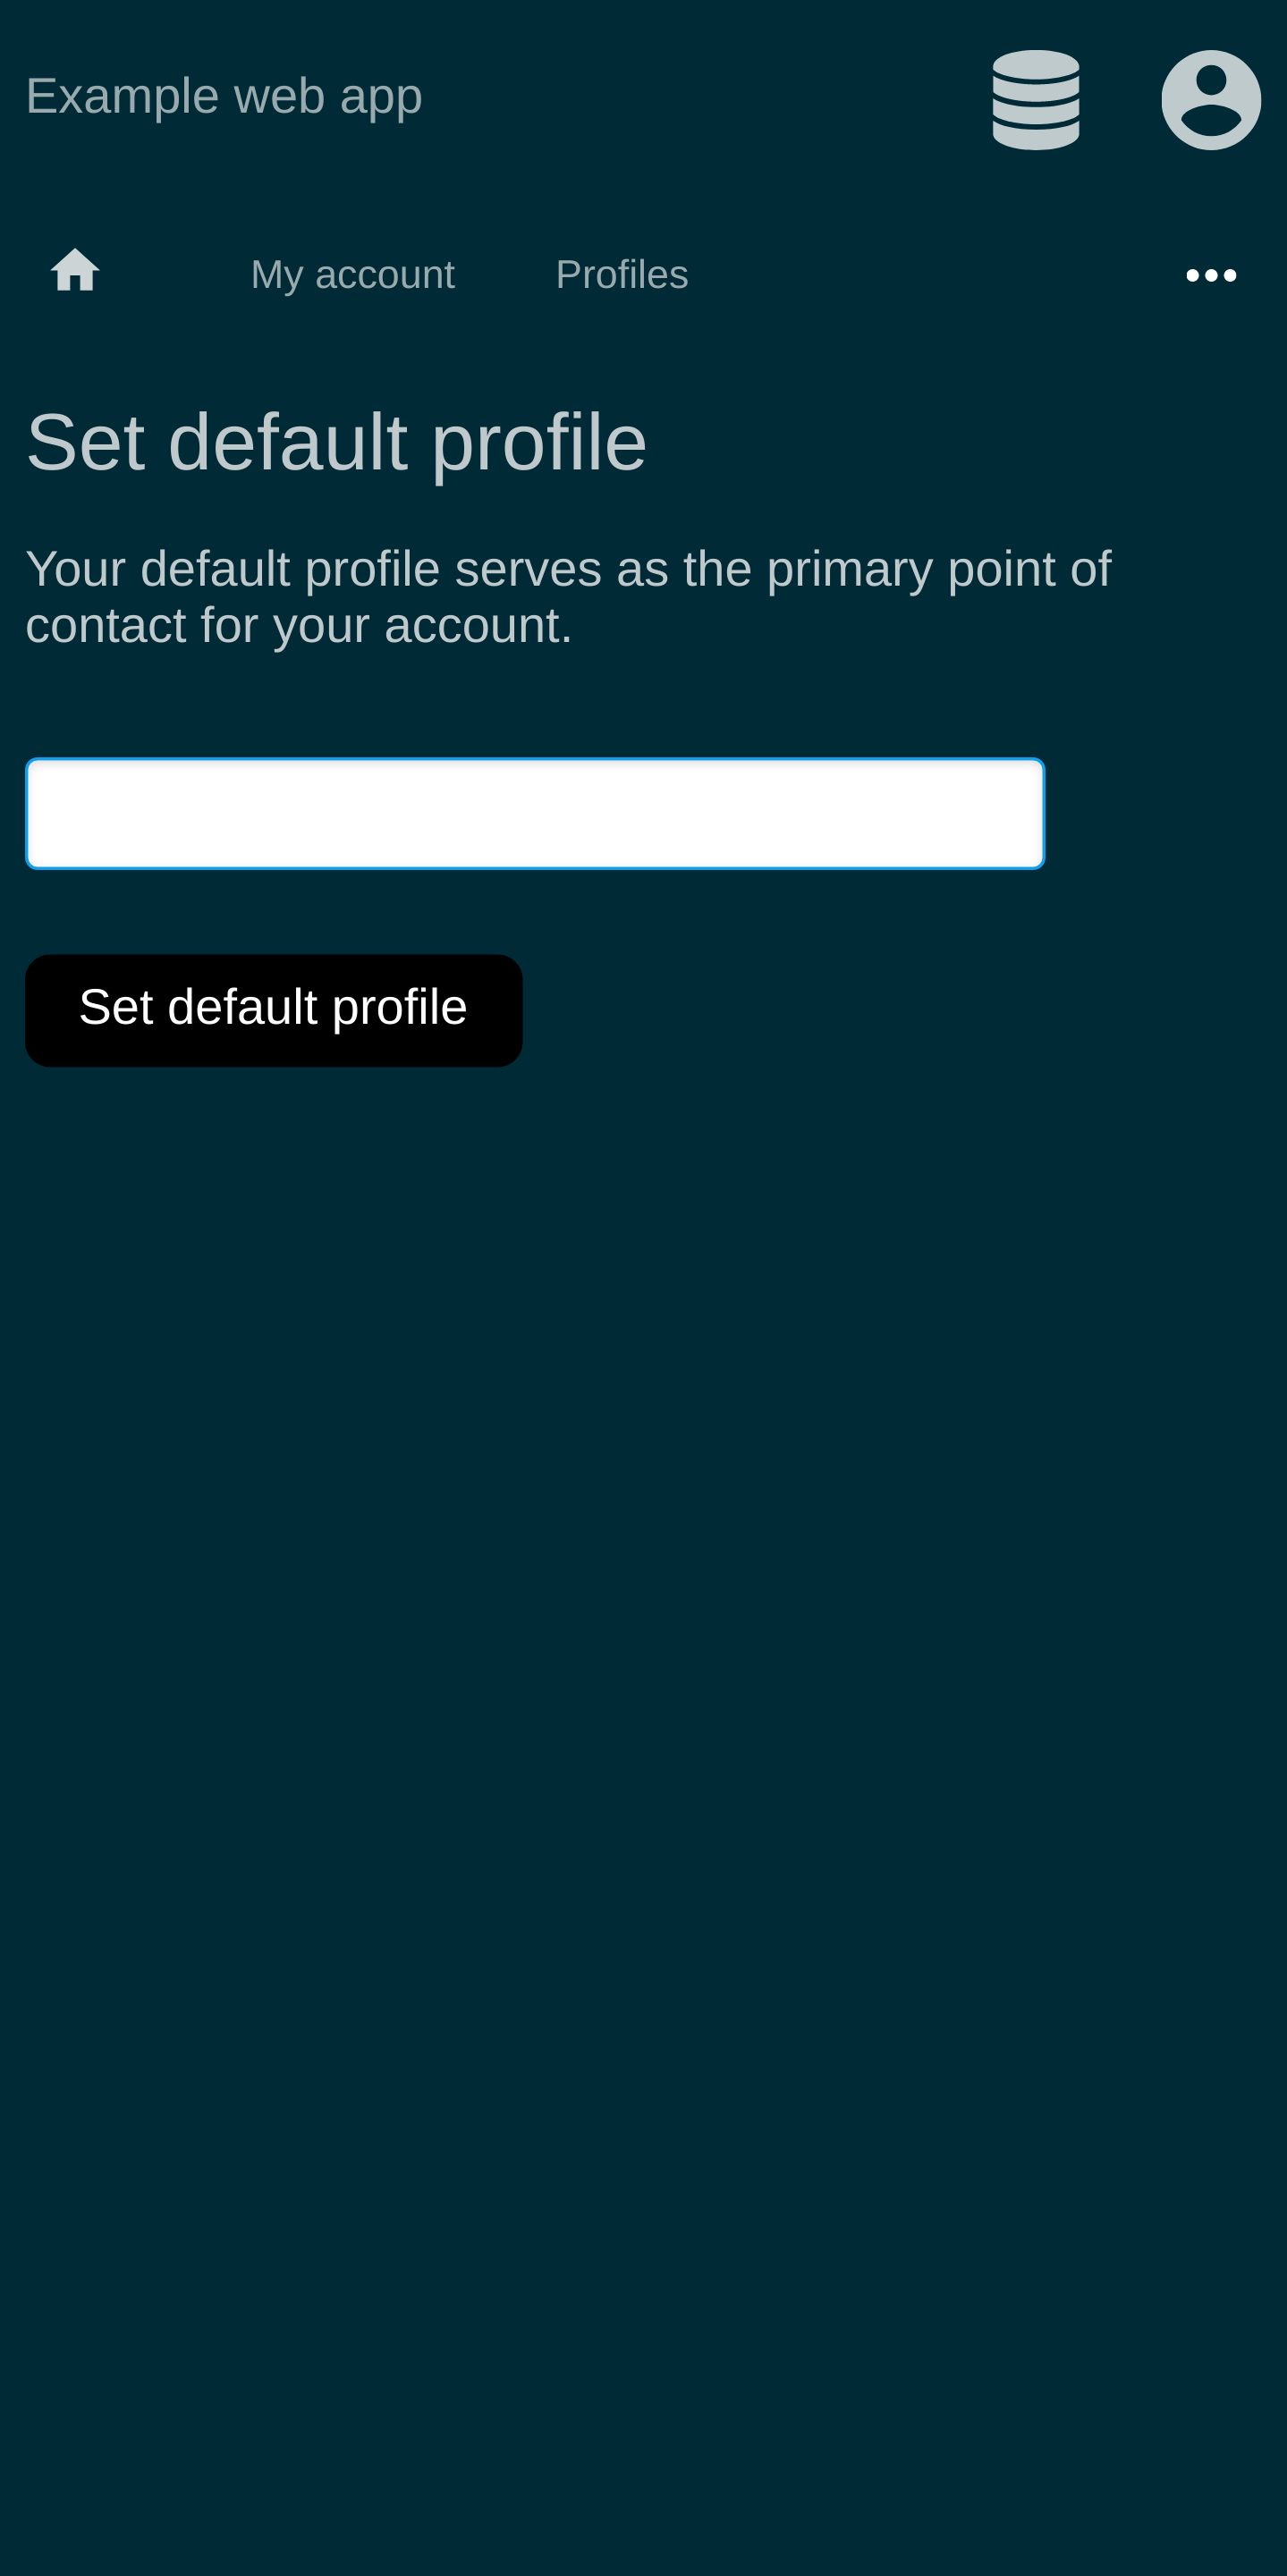 Example web app
My account Profiles
Set default profile
Your default profile serves as the primary point of
contact for your account.
Set default profile